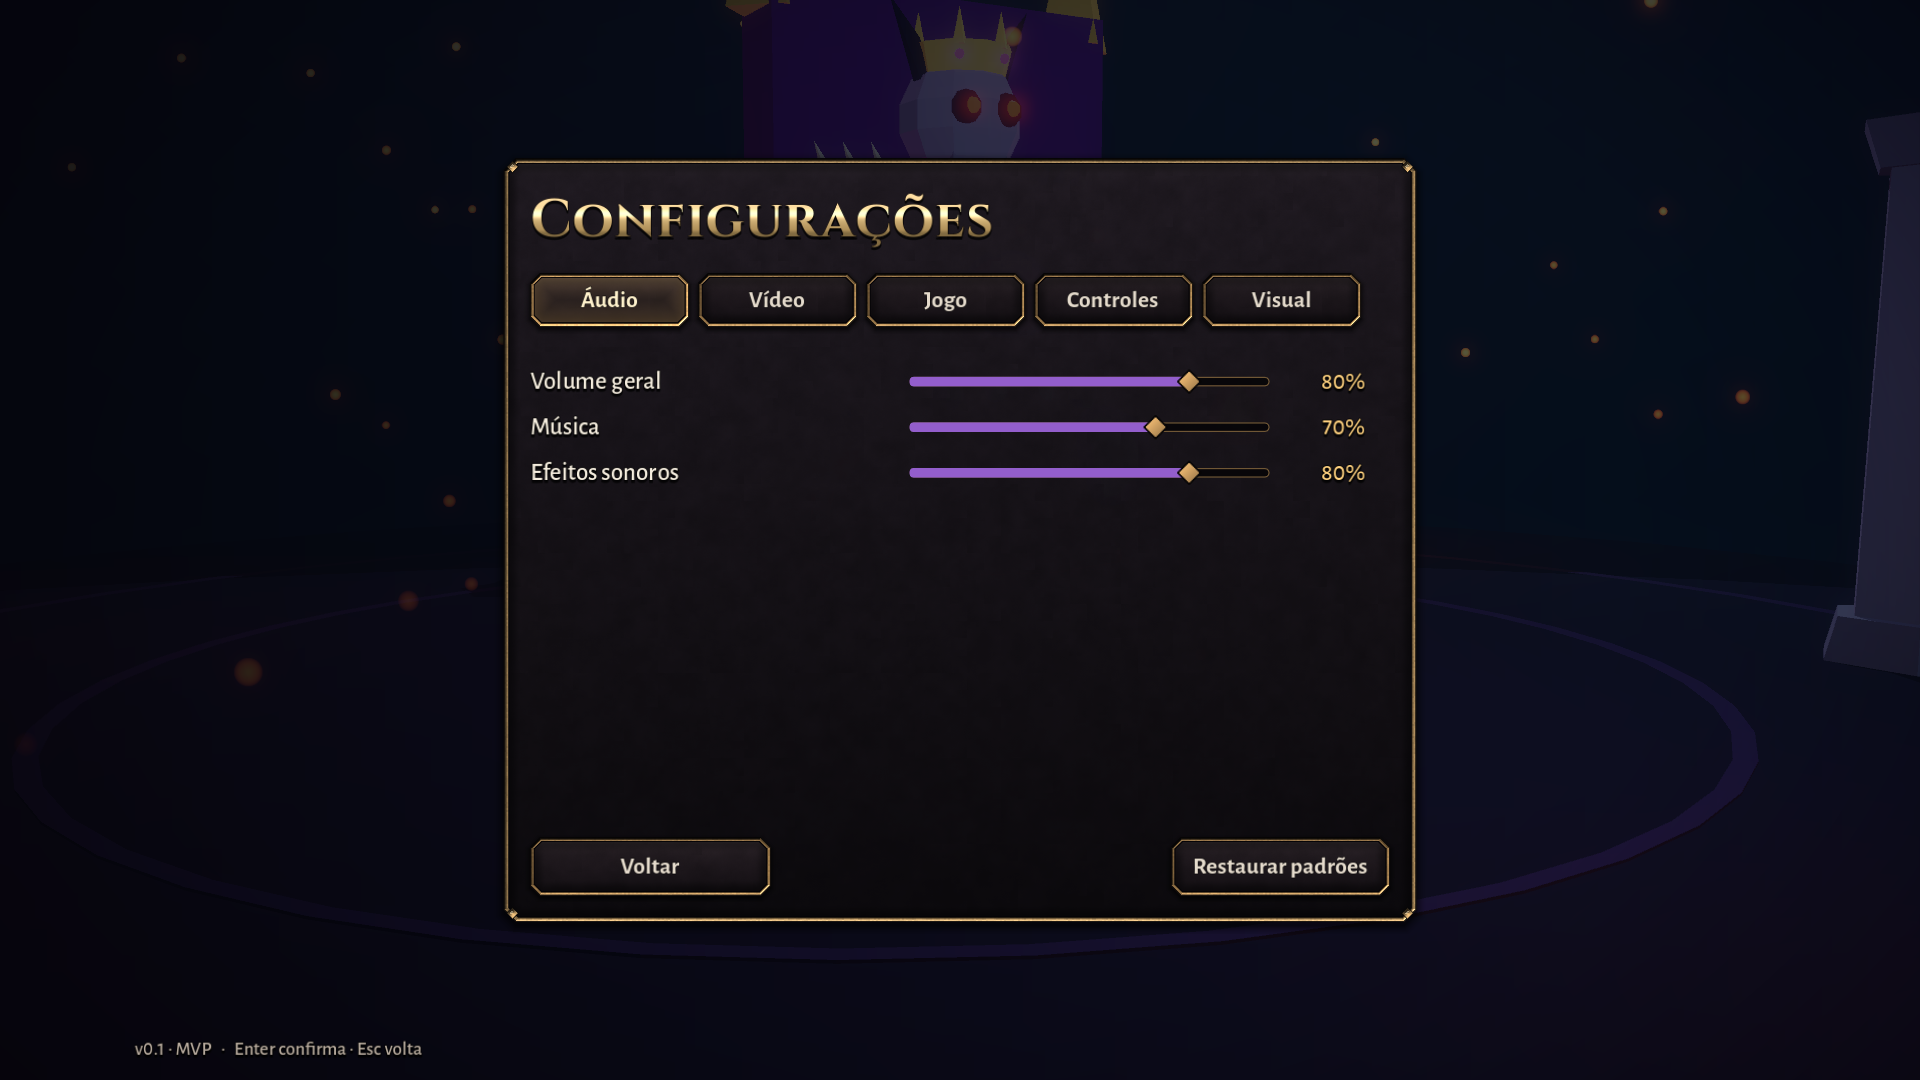 Configurações
Áudio Vídeo Jogo Controles Visual
Volume geral 80%
Música 70%
Efeitos sonoros 80%
Voltar Restaurar padrões
v0.1 · MVP · Enter confirma · Esc volta